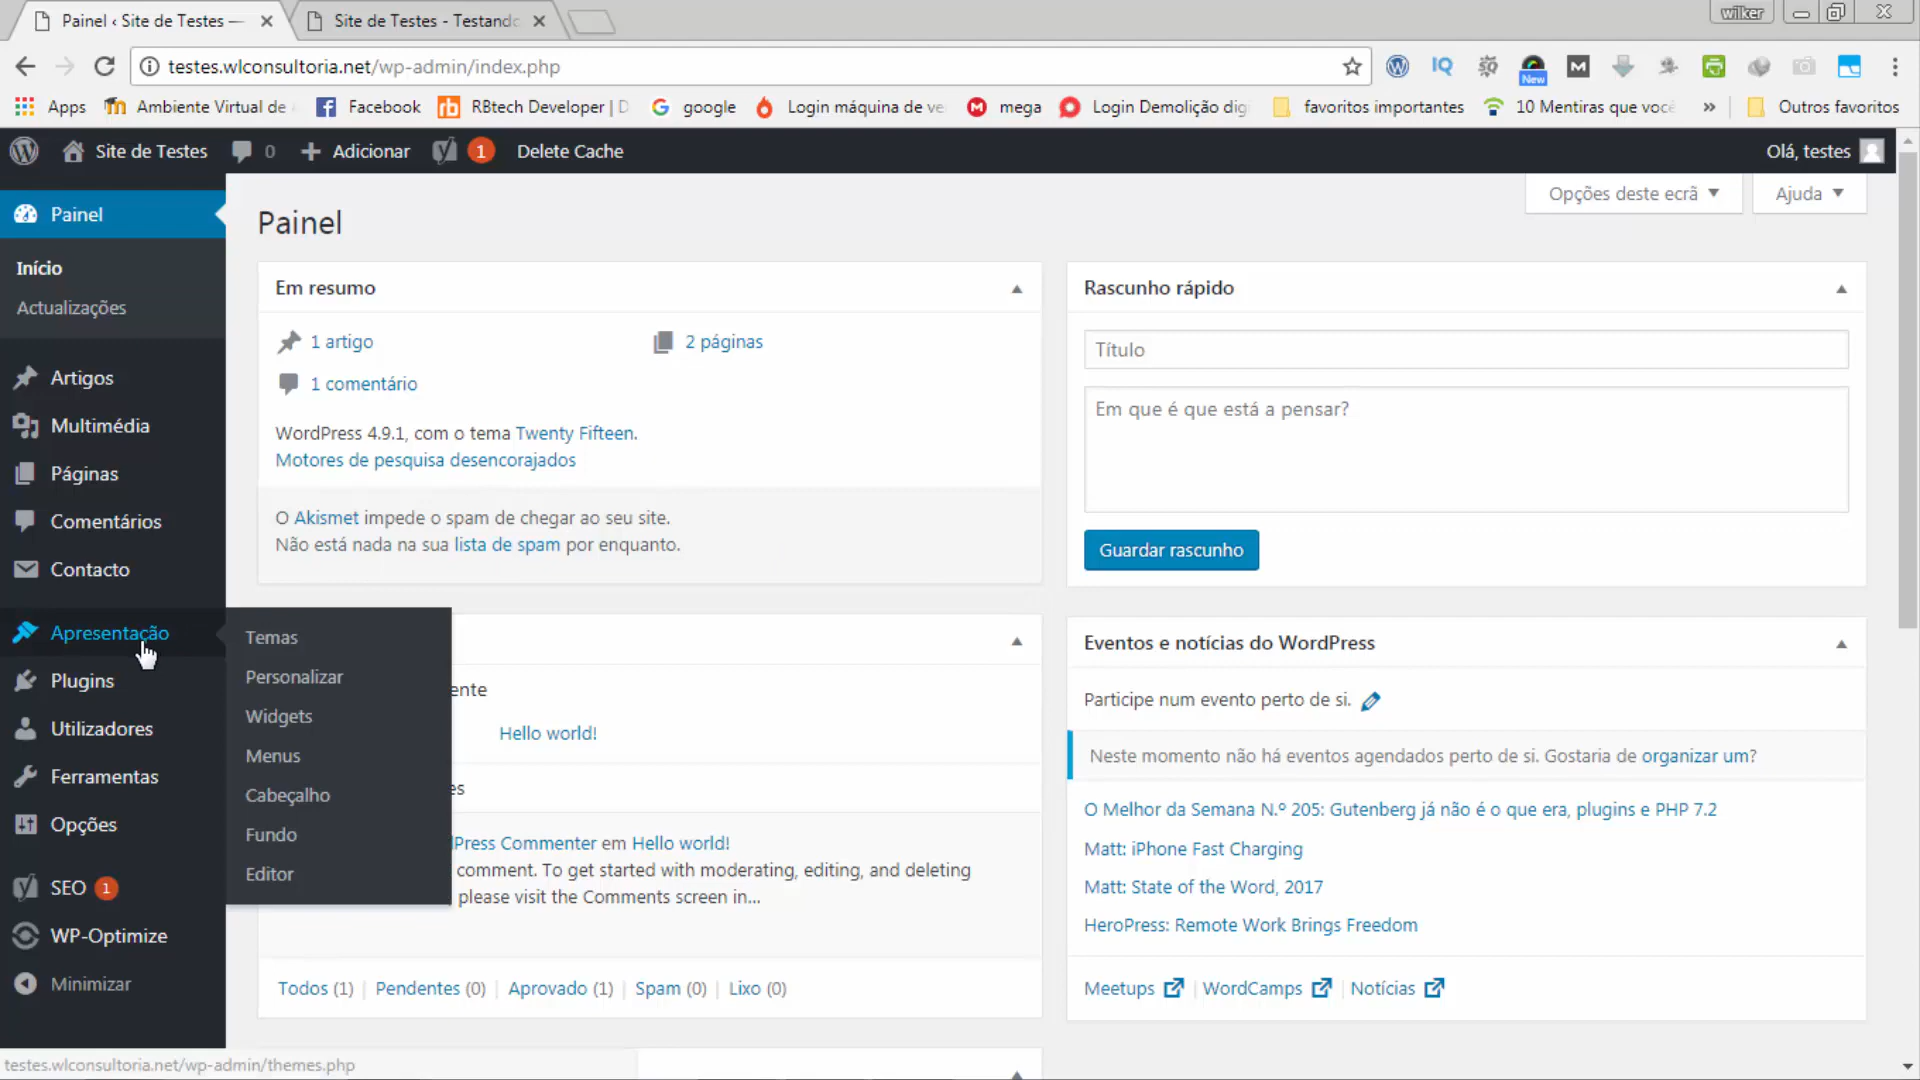 Painel ‹ Site de Testes —
Site de Testes - Testando
wilker
testes.wlconsultoria.net/wp-admin/index.php
IQ
New
M
Apps
Ambiente Virtual de
Facebook
RBtech Developer | D
google
Login máquina de ve
mega
Login Demolição digi
favoritos importantes
10 Mentiras que você
»
Outros favoritos
Site de Testes
0
Adicionar
1
Delete Cache
Olá, testes
Opções deste ecrã
Ajuda
Painel
Início
Actualizações
Artigos
Multimédia
Páginas
Comentários
Contacto
Apresentação
Plugins
Utilizadores
Ferramentas
Opções
SEO 1
WP-Optimize
Minimizar
Temas
Personalizar
Widgets
Menus
Cabeçalho
Fundo
Editor
Painel
Em resumo
1 artigo
2 páginas
1 comentário
WordPress 4.9.1, com o tema Twenty Fifteen.
Motores de pesquisa desencorajados
O Akismet impede o spam de chegar ao seu site.
Não está nada na sua lista de spam por enquanto.
ente
Hello world!
es
Press Commenter em Hello world!
comment. To get started with moderating, editing, and deleting
please visit the Comments screen in...
Todos (1) | Pendentes (0) | Aprovado (1) | Spam (0) | Lixo (0)
Rascunho rápido
Título
Em que é que está a pensar?
Guardar rascunho
Eventos e notícias do WordPress
Participe num evento perto de si.
Neste momento não há eventos agendados perto de si. Gostaria de organizar um?
O Melhor da Semana N.º 205: Gutenberg já não é o que era, plugins e PHP 7.2
Matt: iPhone Fast Charging
Matt: State of the Word, 2017
HeroPress: Remote Work Brings Freedom
Meetups | WordCamps | Notícias
testes.wlconsultoria.net/wp-admin/themes.php